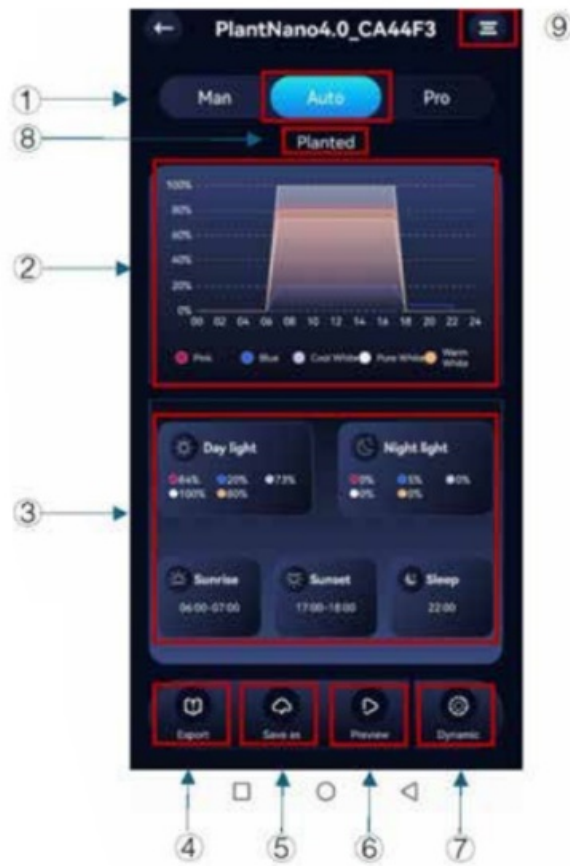 PlantNano4.0_CA44F3
⑨
①
Man Auto Pro
⑧
Planted
②
100%
80%
60%
40%
20%
0%
00 02 04 06 08 10 12 14 16 18 20 22 24
Pink Blue Cool White Pure White Warm White
③
Day light
84% 20% 73%
100% 80%
Night light
0% 5% 0%
0% 0%
Sunrise
06:00-07:00
Sunset
17:00-18:00
Sleep
22:00
Export Save as Preview Dynamic
④ ⑤ ⑥ ⑦